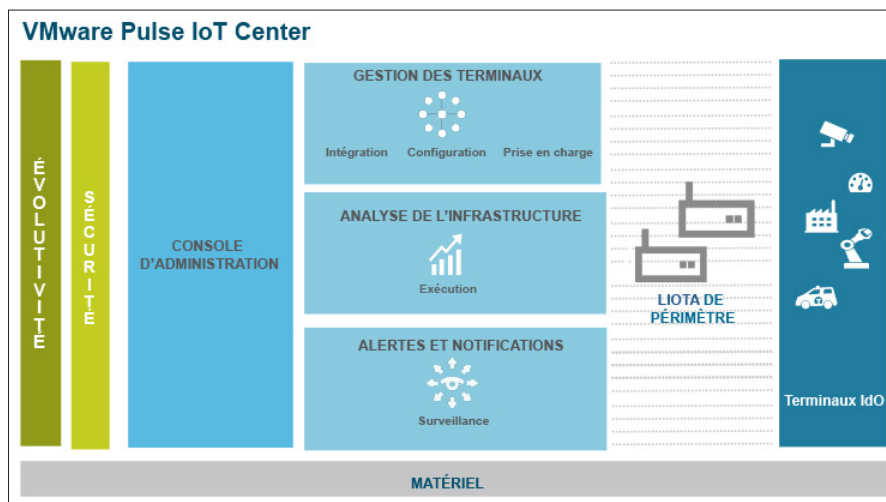 VMware Pulse IoT Center
ÉVOLUTIVITÉ
SÉCURITÉ
CONSOLE
D'ADMINISTRATION
GESTION DES TERMINAUX
Intégration Configuration Prise en charge
ANALYSE DE L'INFRASTRUCTURE
Exécution
ALERTES ET NOTIFICATIONS
Surveillance
LIOTA DE
PÉRIMÈTRE
Terminaux IdO
MATÉRIEL